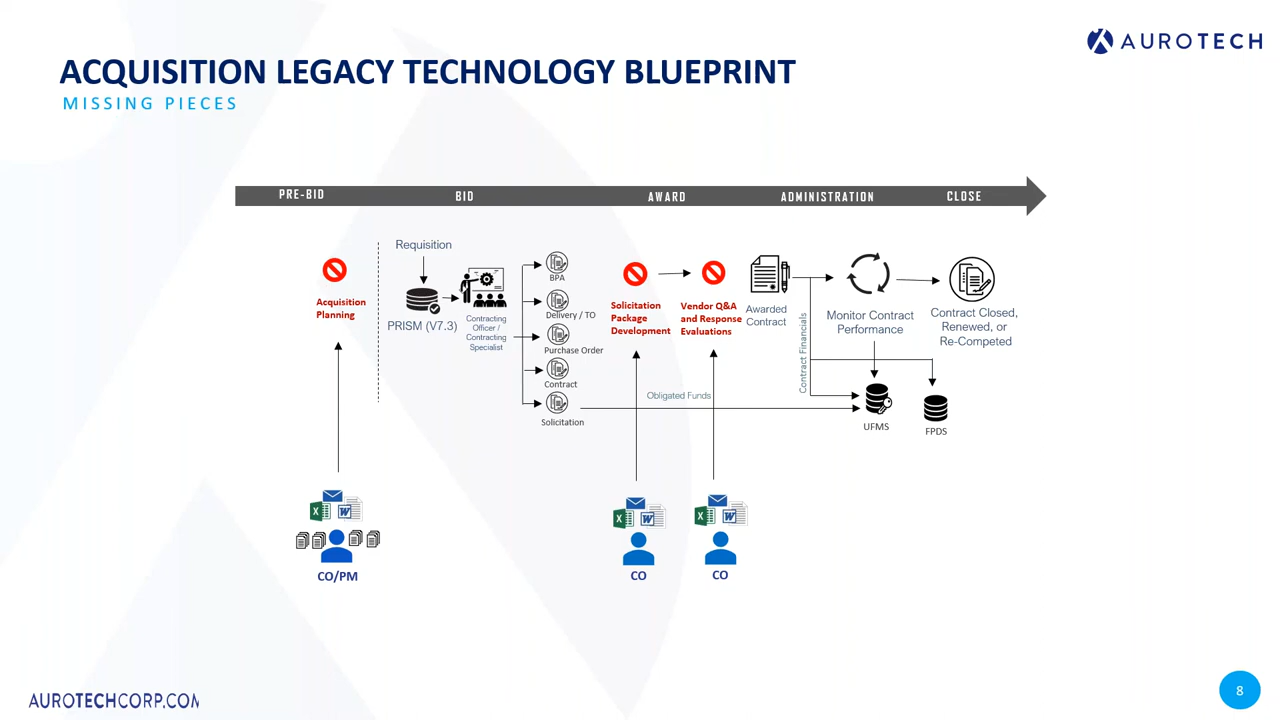 AUROTECH
ACQUISITION LEGACY TECHNOLOGY BLUEPRINT
MISSING PIECES
PRE-BID
BID
AWARD
ADMINISTRATION
CLOSE
Acquisition
Planning
Requisition
PRISM (V7.3)
Contracting
Officer /
Contracting
Specialist
BPA
Delivery / TO
Purchase Order
Contract
Solicitation
Solicitation
Package
Development
Vendor Q&A
and Response
Evaluations
Awarded
Contract
Contract Financials
Monitor Contract
Performance
Contract Closed,
Renewed, or
Re-Competed
Obligated Funds
UFMS
FPDS
CO/PM
CO
CO
AUROTECHCORP.COM
8